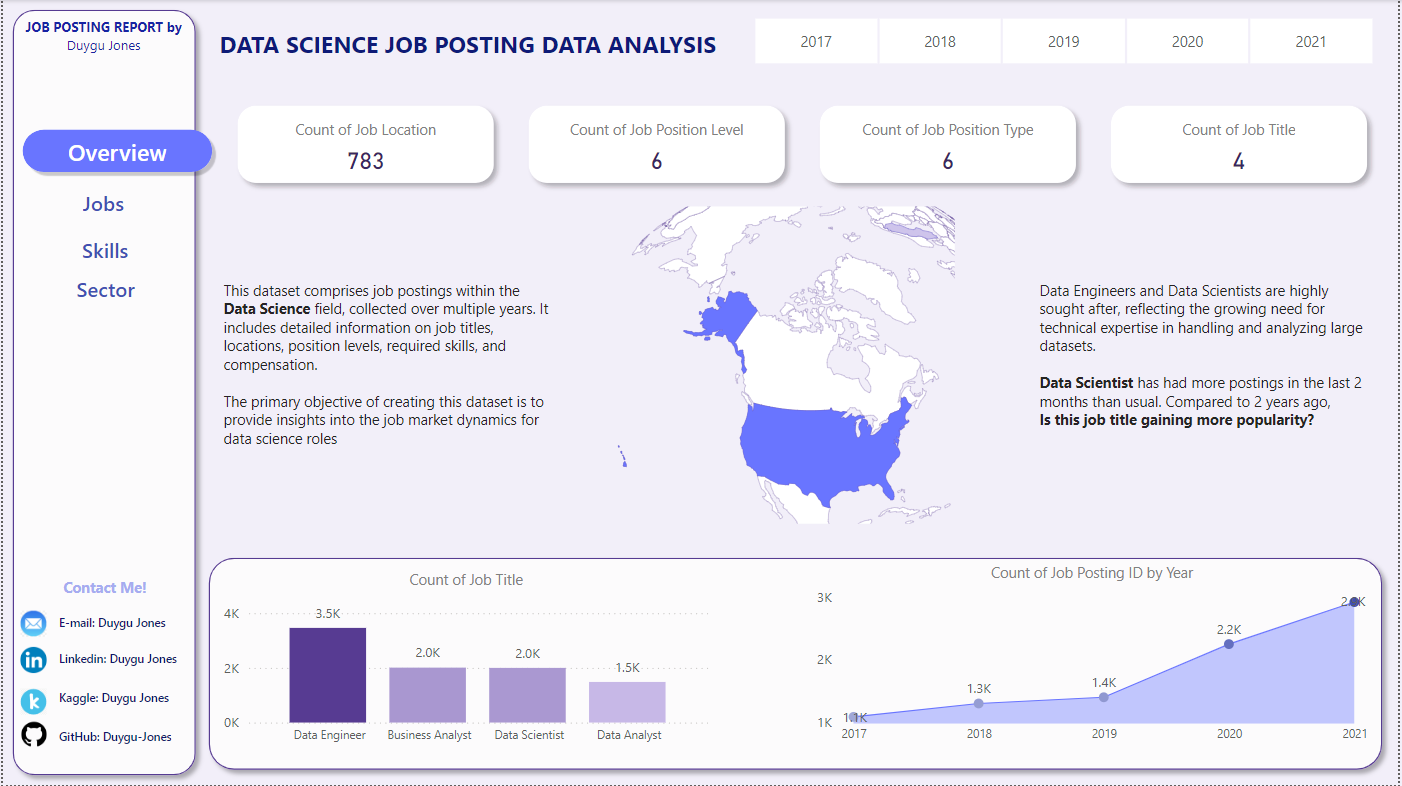 JOB POSTING REPORT by
Duygu Jones
DATA SCIENCE JOB POSTING DATA ANALYSIS
2017
2018
2019
2020
2021
Overview
Jobs
Skills
Sector
Count of Job Location
783
Count of Job Position Level
6
Count of Job Position Type
6
Count of Job Title
4
This dataset comprises job postings within the
Data Science field, collected over multiple years. It
includes detailed information on job titles,
locations, position levels, required skills, and
compensation.
The primary objective of creating this dataset is to
provide insights into the job market dynamics for
data science roles
Data Engineers and Data Scientists are highly
sought after, reflecting the growing need for
technical expertise in handling and analyzing large
datasets.
Data Scientist has had more postings in the last 2
months than usual. Compared to 2 years ago,
Is this job title gaining more popularity?
Contact Me!
E-mail: Duygu Jones
Linkedin: Duygu Jones
Kaggle: Duygu Jones
GitHub: Duygu-Jones
Count of Job Title
4K
2K
0K
3.5K
2.0K
2.0K
1.5K
Data Engineer
Business Analyst
Data Scientist
Data Analyst
Count of Job Posting ID by Year
3K
2K
1K
1.1K
1.3K
1.4K
2.2K
2017
2018
2019
2020
2021